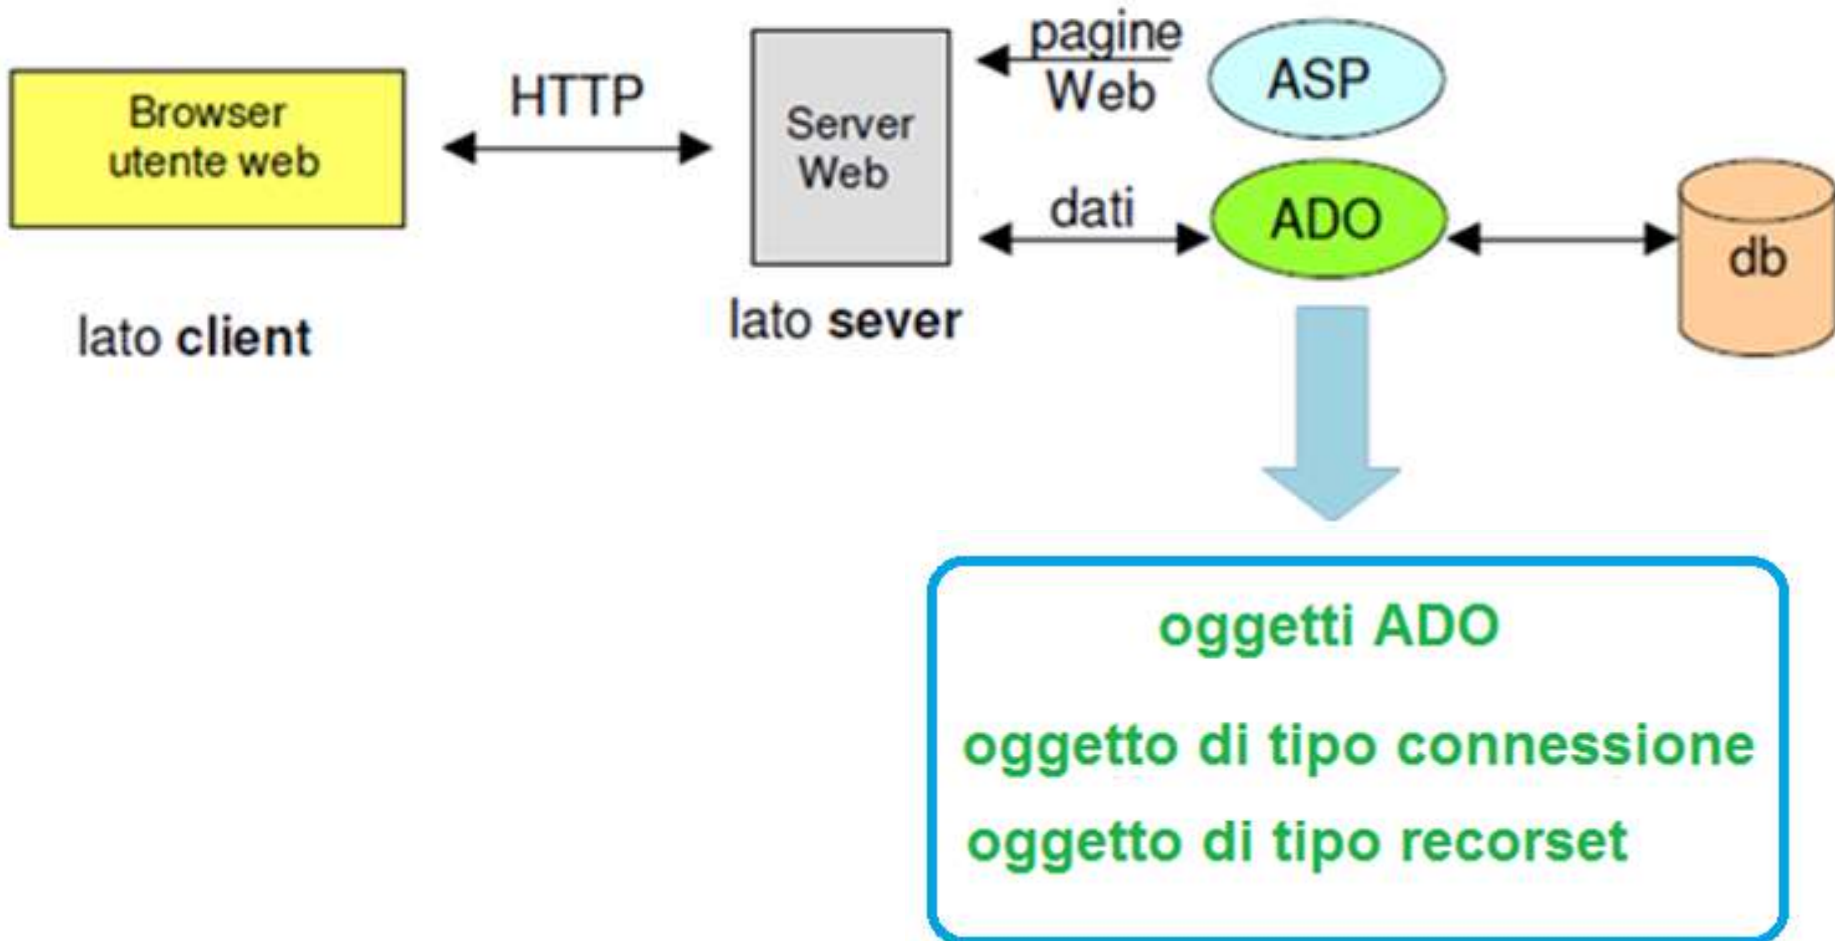 Browser
utente web
lato client
HTTP
Server
Web
lato sever
pagine
Web
dati
ASP
ADO
db
oggetti ADO
oggetto di tipo connessione
oggetto di tipo recorset